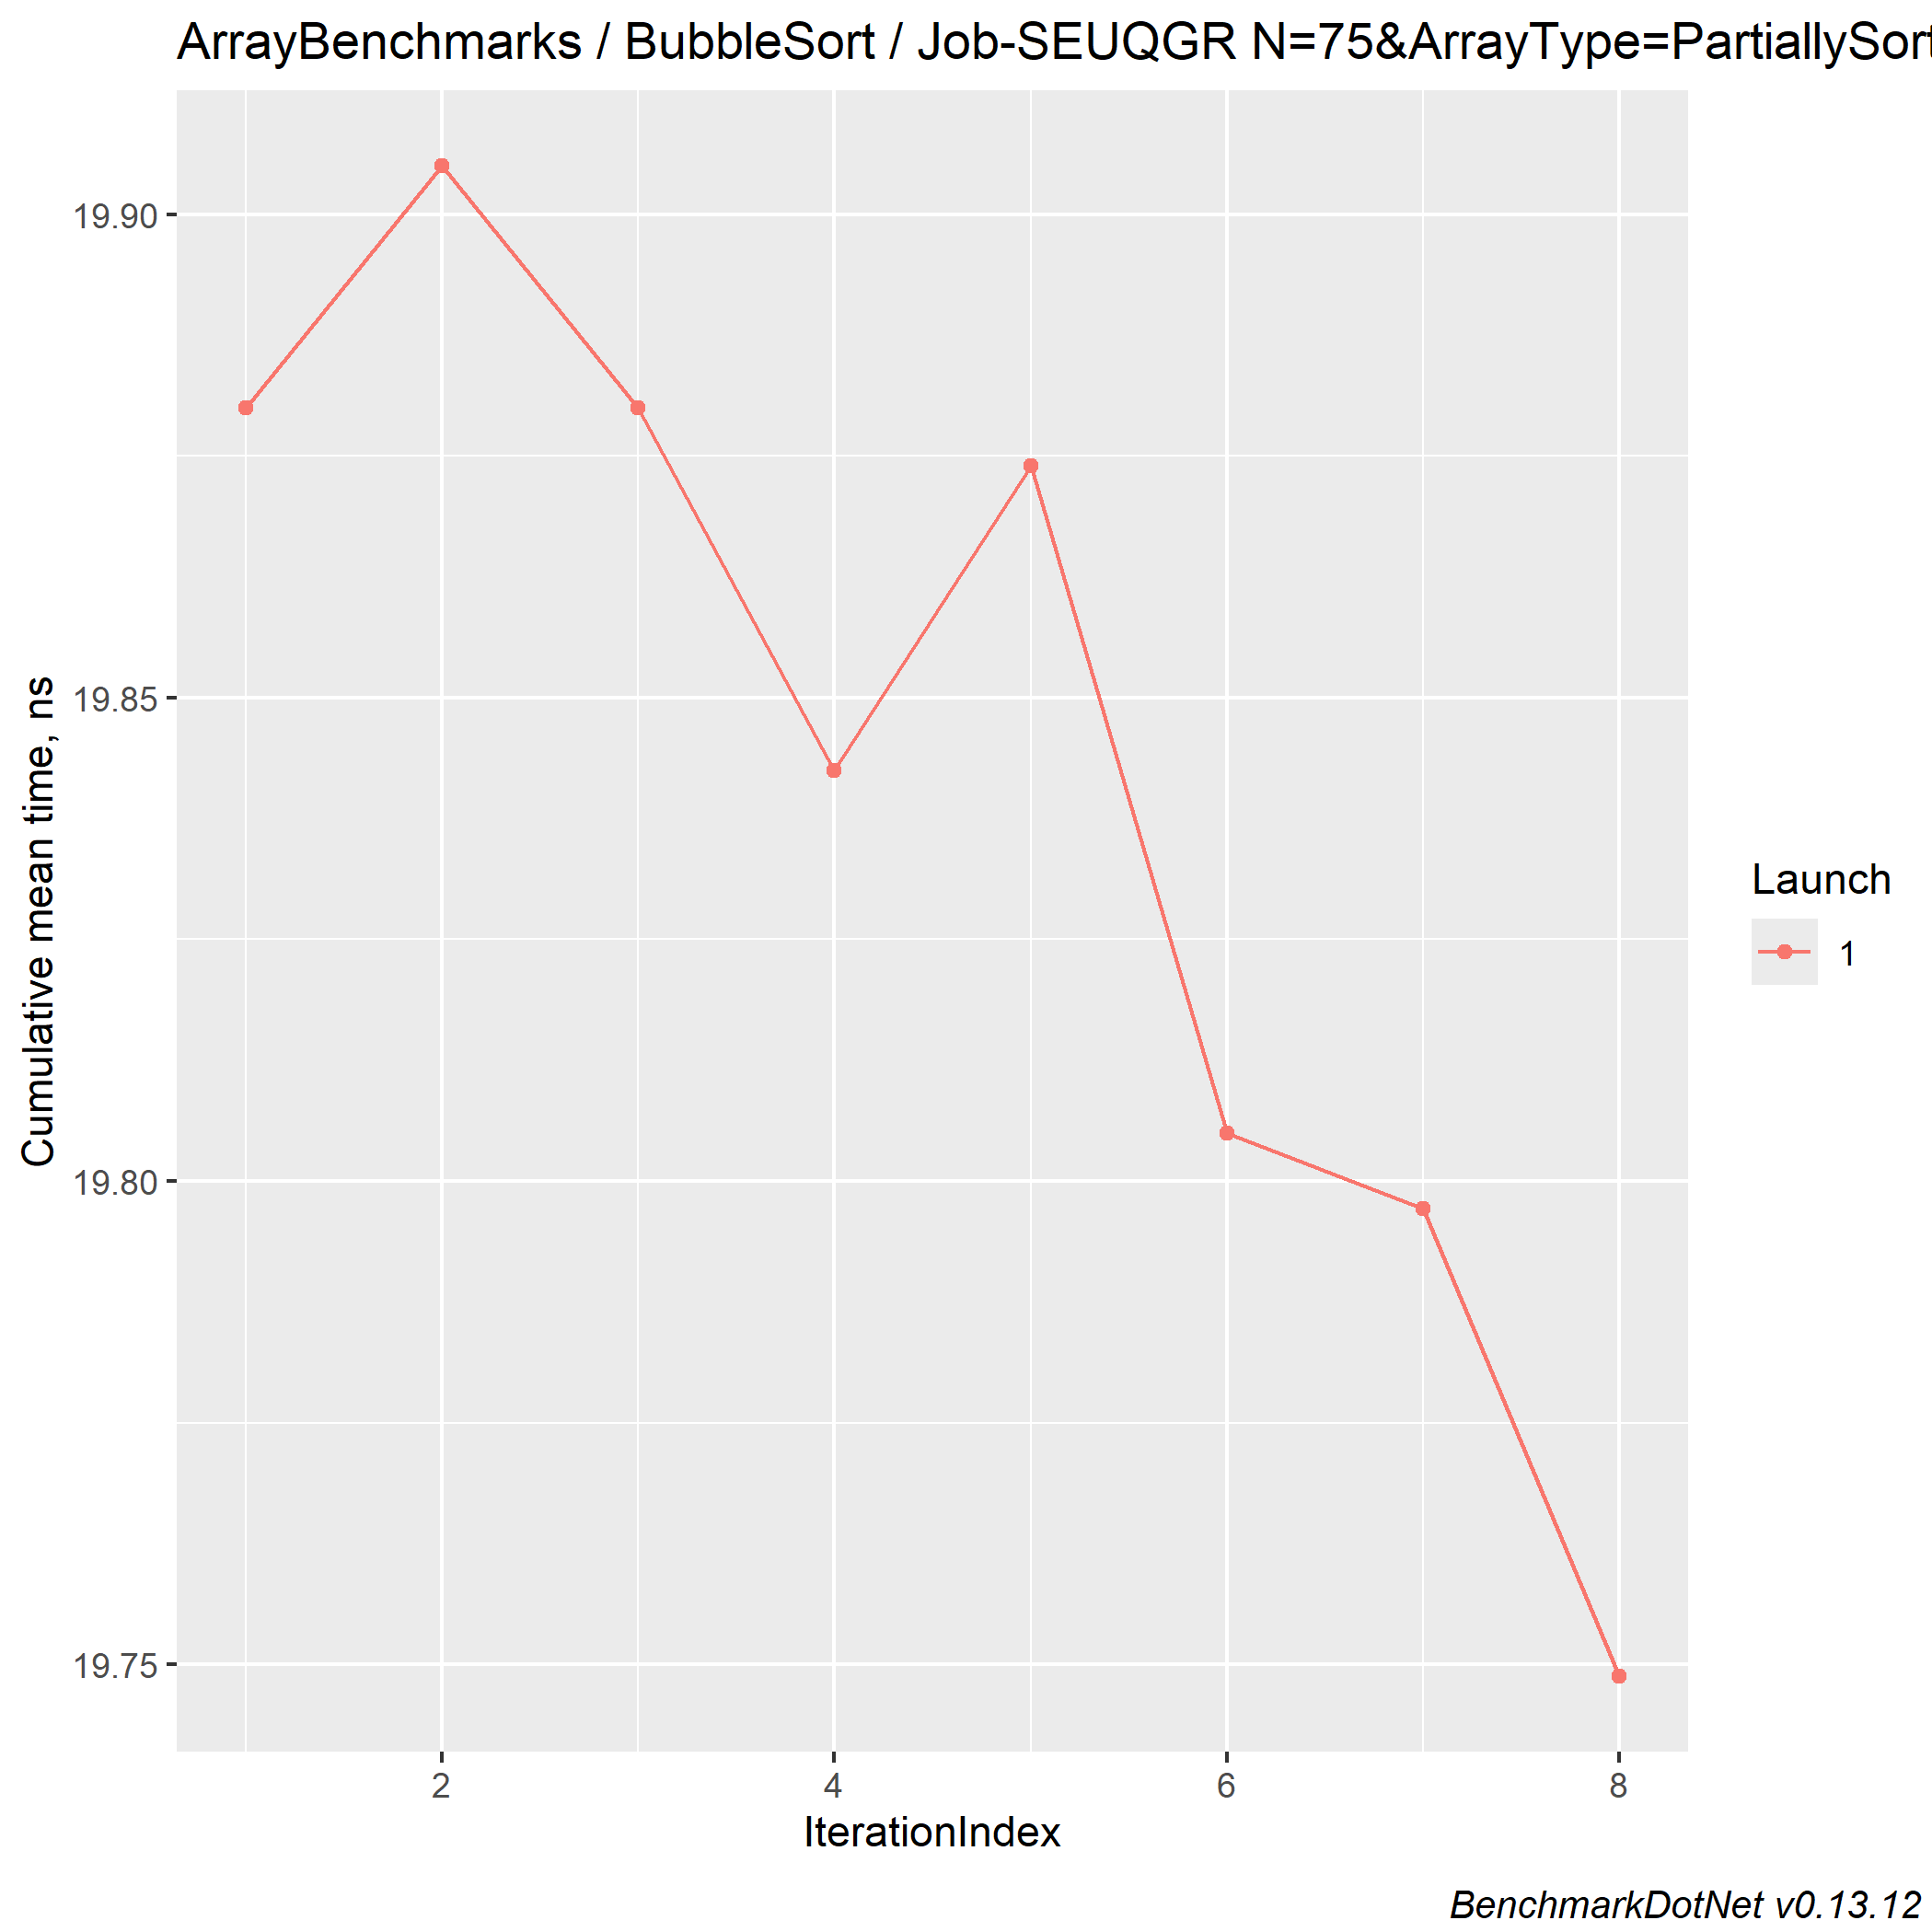 ArrayBenchmarks / BubbleSort / Job-SEUQGR N=75&ArrayType=PartiallySort
19.90
19.85
19.80
19.75
Cumulative mean time, ns
2 4 6 8
IterationIndex
Launch
1
BenchmarkDotNet v0.13.12